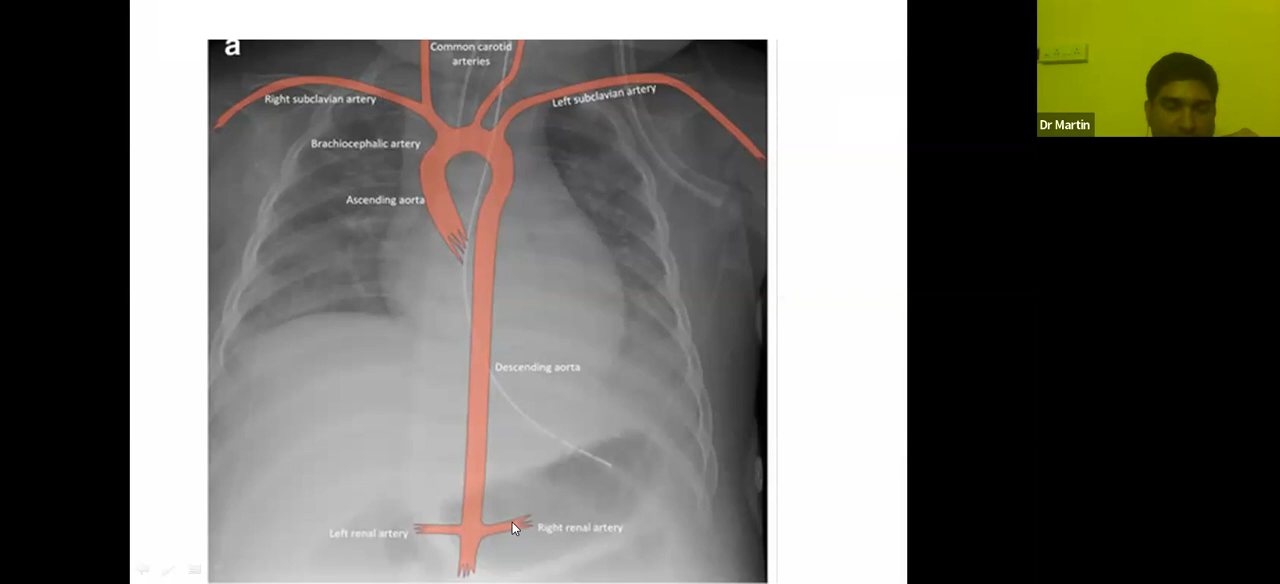 a
Common carotid
arteries
Right subclavian artery
Left subclavian artery
Brachiocephalic artery
Ascending aorta
Descending aorta
Left renal artery
Right renal artery
Dr Martin